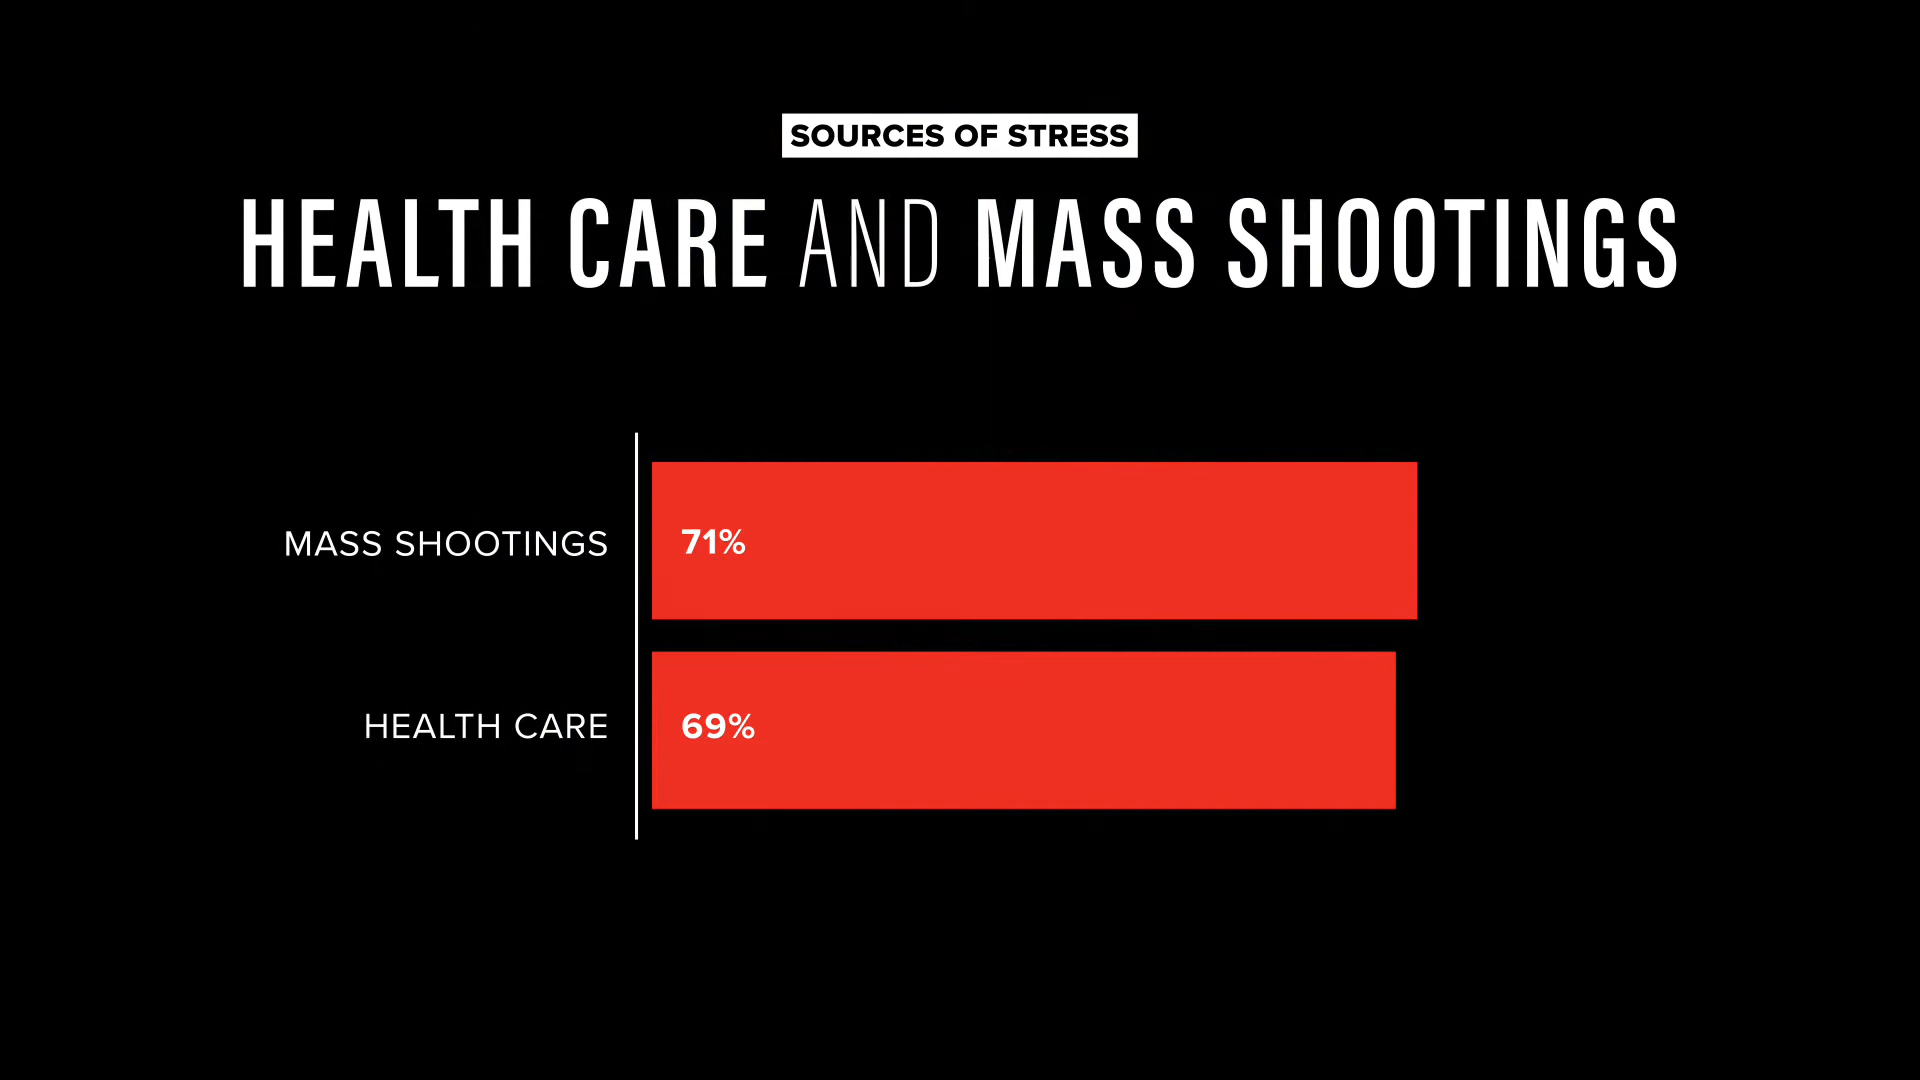 SOURCES OF STRESS
HEALTH CARE AND MASS SHOOTINGS
MASS SHOOTINGS 71%
HEALTH CARE 69%